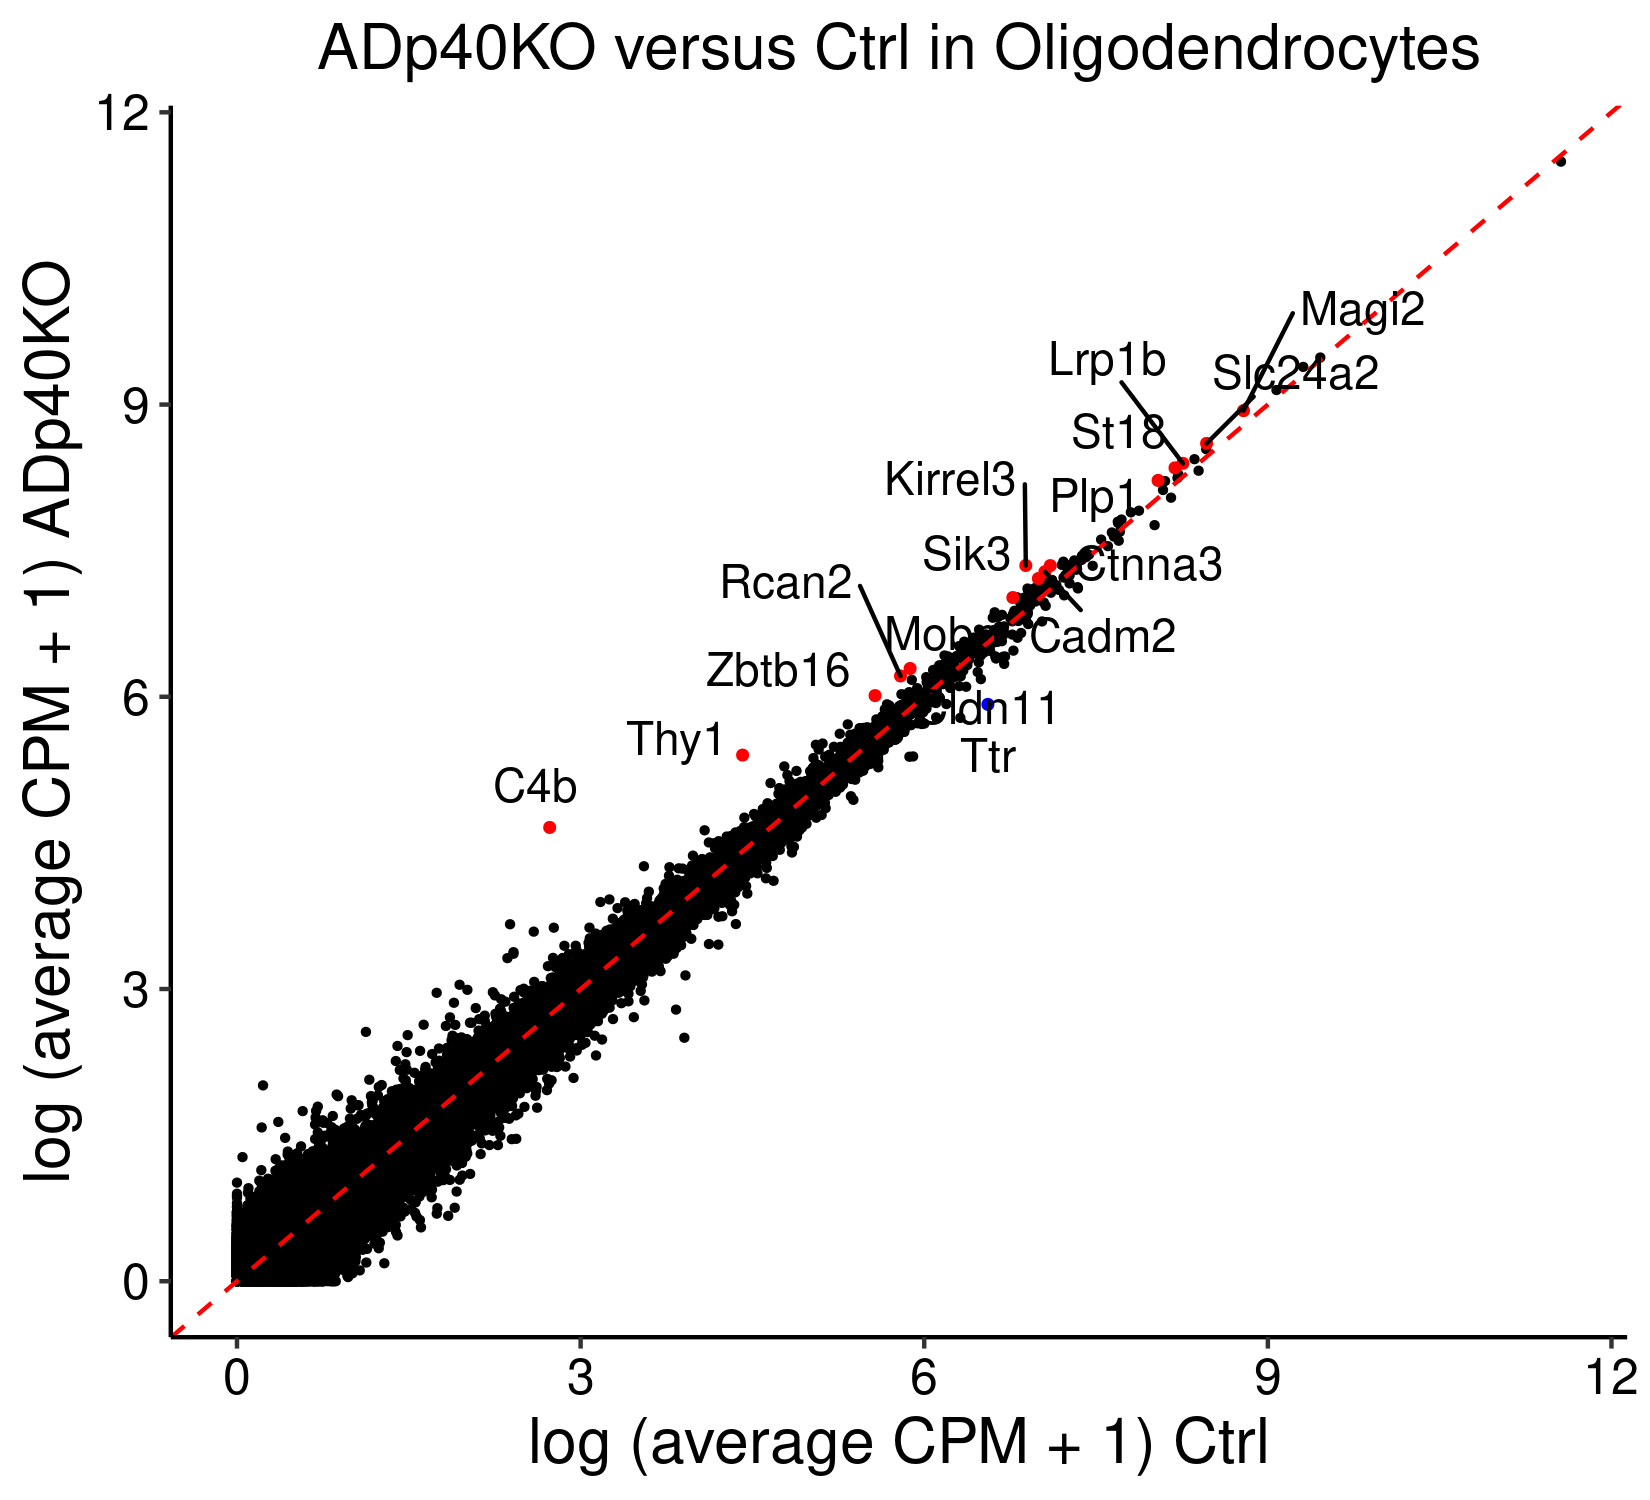 ADp40KO versus Ctrl in Oligodendrocytes
log (average CPM + 1) ADp40KO
12
9
6
3
0
Magi2
Lrp1b
Slc24a2
St18
Kirrel3
Plp1
Sik3
Ctnna3
Rcan2
Cadm2
Zbtb16
Thy1
Ttr
C4b
0
3
6
9
12
log (average CPM + 1) Ctrl